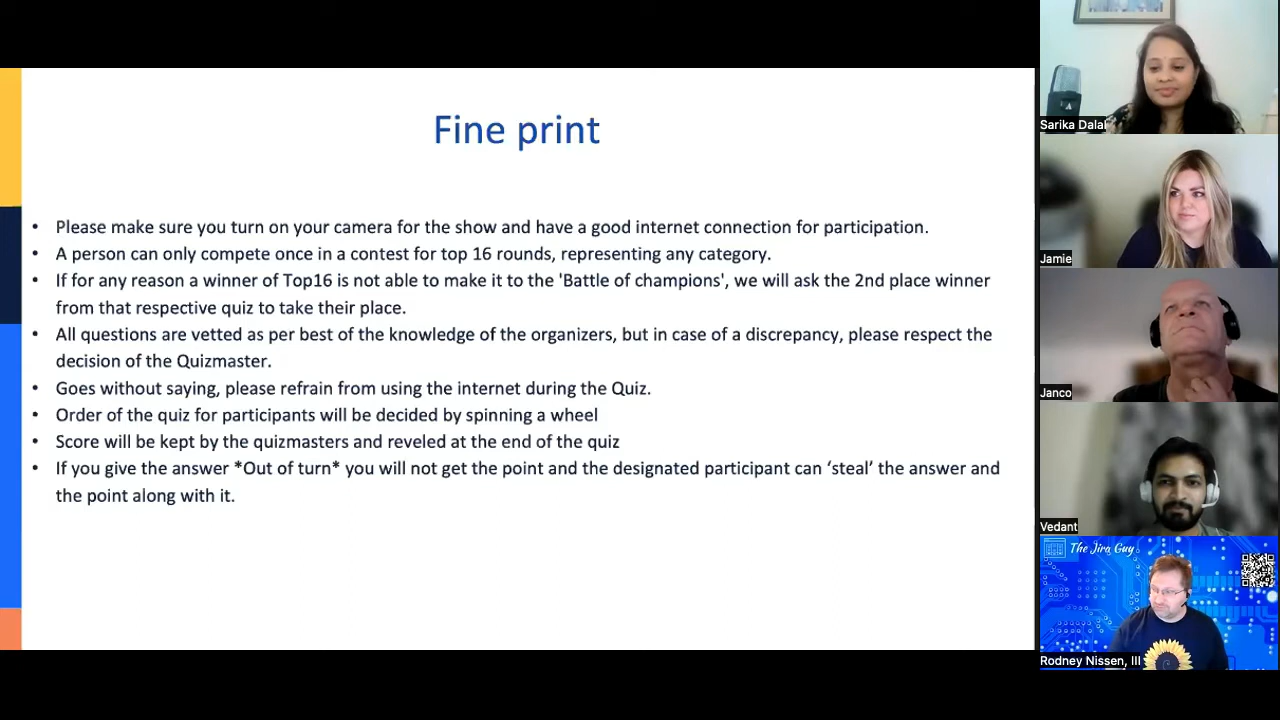 Fine print
• Please make sure you turn on your camera for the show and have a good internet connection for participation.
• A person can only compete once in a contest for top 16 rounds, representing any category.
• If for any reason a winner of Top16 is not able to make it to the 'Battle of champions', we will ask the 2nd place winner
from that respective quiz to take their place.
• All questions are vetted as per best of the knowledge of the organizers, but in case of a discrepancy, please respect the
decision of the Quizmaster.
• Goes without saying, please refrain from using the internet during the Quiz.
• Order of the quiz for participants will be decided by spinning a wheel
• Score will be kept by the quizmasters and reveled at the end of the quiz
• If you give the answer *Out of turn* you will not get the point and the designated participant can ‘steal’ the answer and
the point along with it.
Sarika Dalal
Jamie
Janco
Vedant
The Jira Guy
Rodney Nissen, III